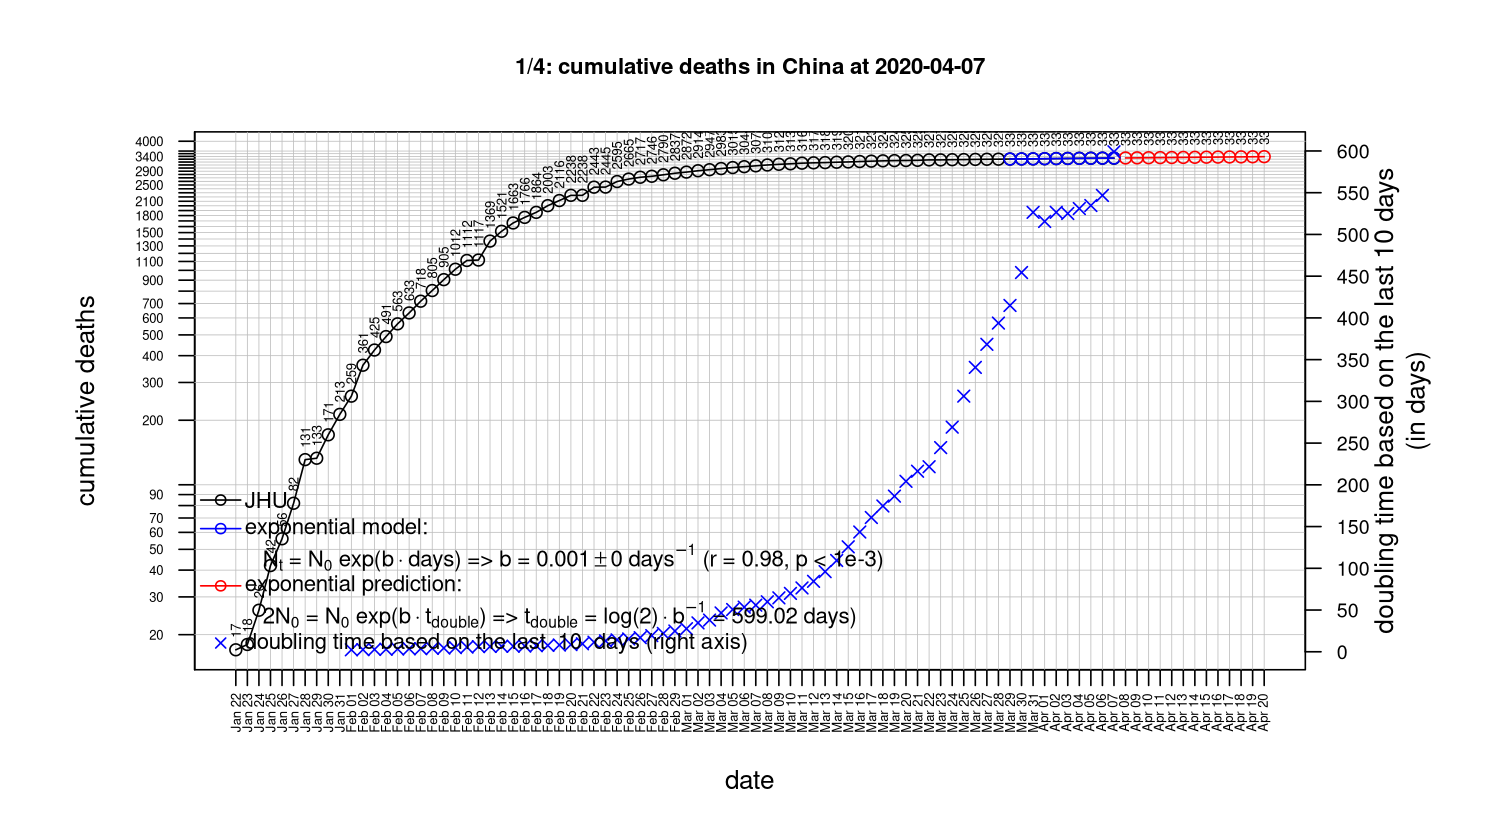 1/4: cumulative deaths in China at 2020-04-07
cumulative deaths
4000
3400
2900
2500
2100
1800
1500
1300
1100
900
700
600
500
400
300
200
90
70
60
50
40
30
20
17
18
42
56
82
131
133
171
213
259
361
425
491
563
633
718
805
905
1012
1112
1117
1369
1521
1663
1766
1864
2003
2116
2238
2238
2443
2445
2595
2665
2717
2746
2790
2837
2872
2914
JHU
exponential model:
N_t = N_0 exp(b · days) => b = 0.001 ± 0 days^−1 (r = 0.98, p < 1e-3)
exponential prediction:
2N_0 = N_0 exp(b · t_double) => t_double = log(2) · b^−1 = 599.02 days)
doubling time based on the last 10 days (right axis)
600
550
500
450
400
350
300
250
200
150
100
50
0
doubling time based on the last 10 days
(in days)
Jan 22
Jan 23
Jan 24
Jan 25
Jan 26
Jan 27
Jan 28
Jan 29
Jan 30
Jan 31
Feb 01
Feb 02
Feb 03
Feb 04
Feb 05
Feb 06
Feb 07
Feb 08
Feb 09
Feb 10
Feb 11
Feb 12
Feb 13
Feb 14
Feb 15
Feb 16
Feb 17
Feb 18
Feb 19
Feb 20
Feb 21
Feb 22
Feb 23
Feb 24
Feb 25
Feb 26
Feb 27
Feb 28
Feb 29
Mar 01
Mar 02
Mar 03
Mar 04
Mar 05
Mar 06
Mar 07
Mar 08
Mar 09
Mar 10
Mar 11
Mar 12
Mar 13
Mar 14
Mar 15
Mar 16
Mar 17
Mar 18
Mar 19
Mar 20
Mar 21
Mar 22
Mar 23
Mar 24
Mar 25
Mar 26
Mar 27
Mar 28
Mar 29
Mar 30
Mar 31
Apr 01
Apr 02
Apr 03
Apr 04
Apr 05
Apr 06
Apr 07
Apr 08
Apr 09
Apr 10
Apr 11
Apr 12
Apr 13
Apr 14
Apr 15
Apr 16
Apr 17
Apr 18
Apr 19
Apr 20
date